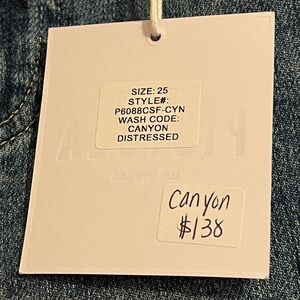 SIZE: 25
STYLE#:
P6088CSF-CYN
WASH CODE:
CANYON
DISTRESSED
Canyon
$138